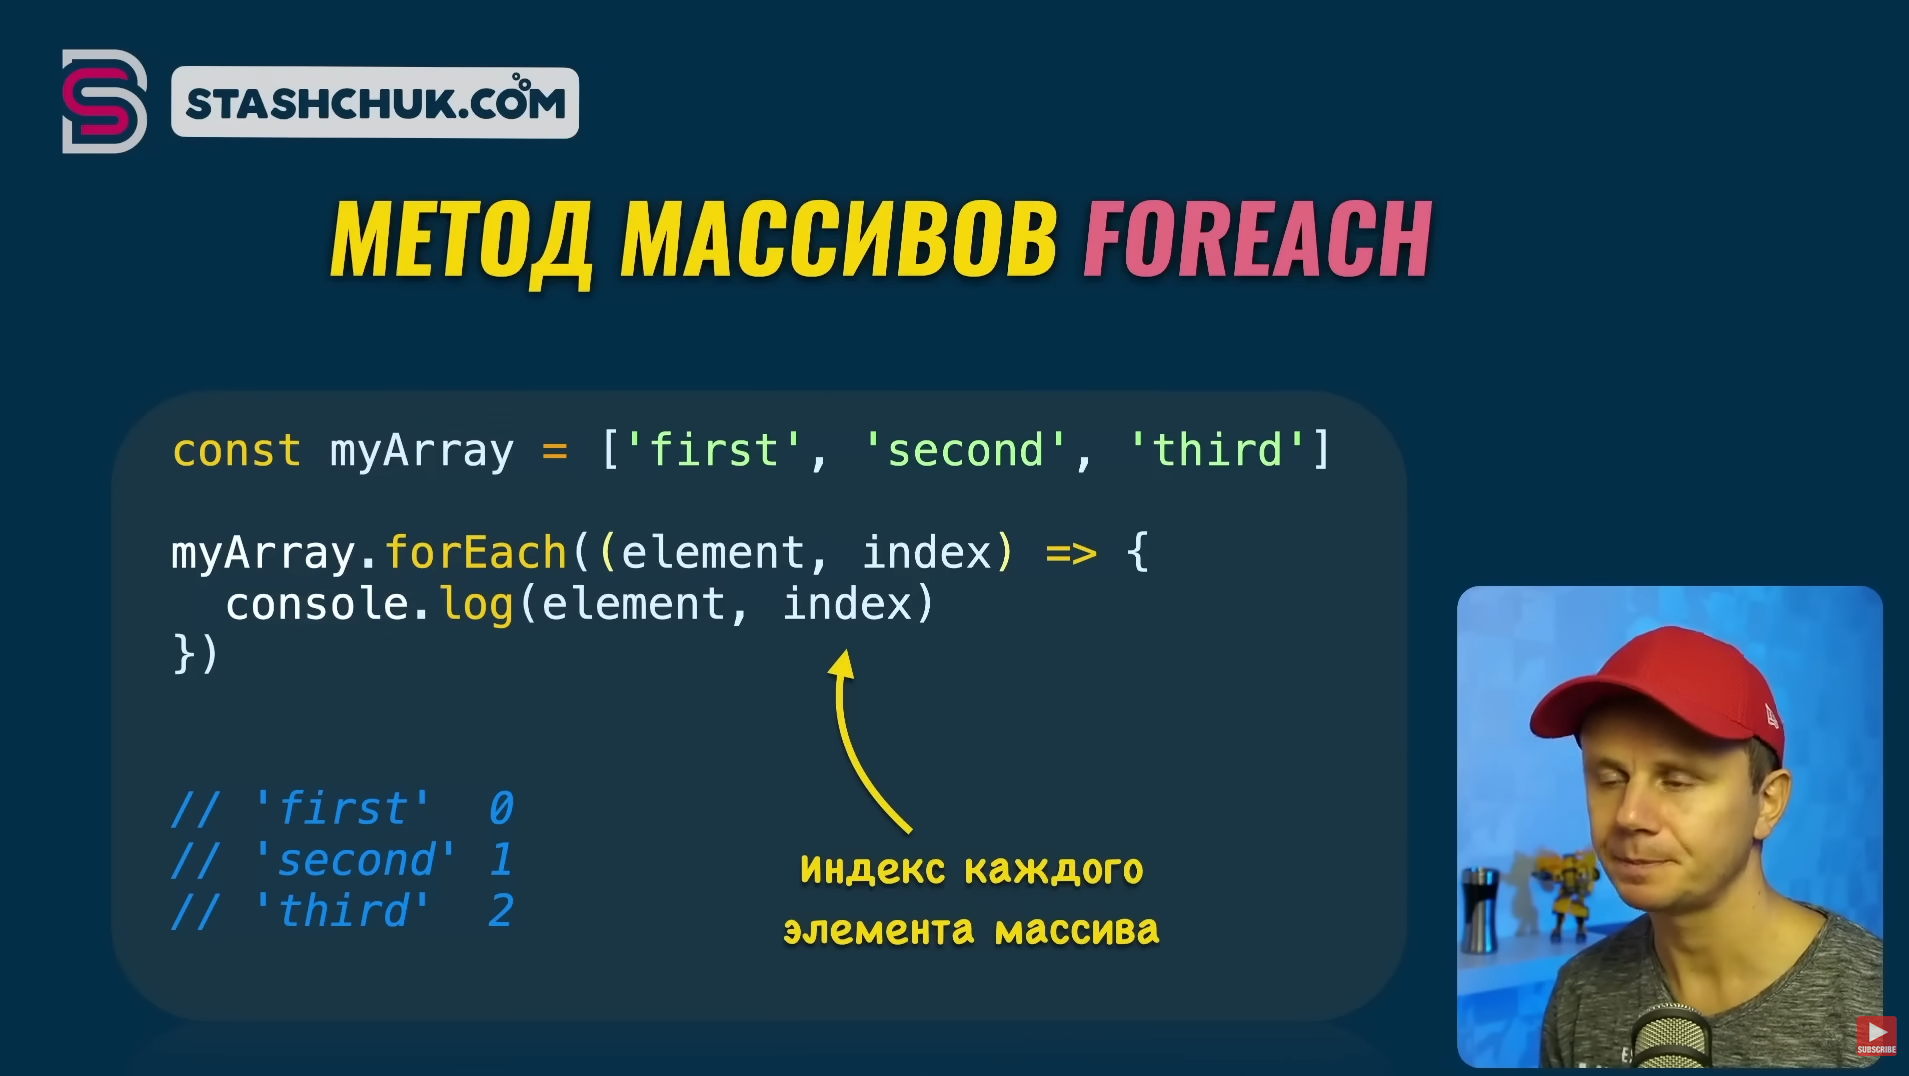 STASHCHUK.COM
МЕТОД МАССИВОВ FOREACH
const myArray = ['first', 'second', 'third']
myArray.forEach((element, index) => {
  console.log(element, index)
})
// 'first'  0
// 'second' 1
// 'third'  2
Индекс каждого
элемента массива
SUBSCRIBE